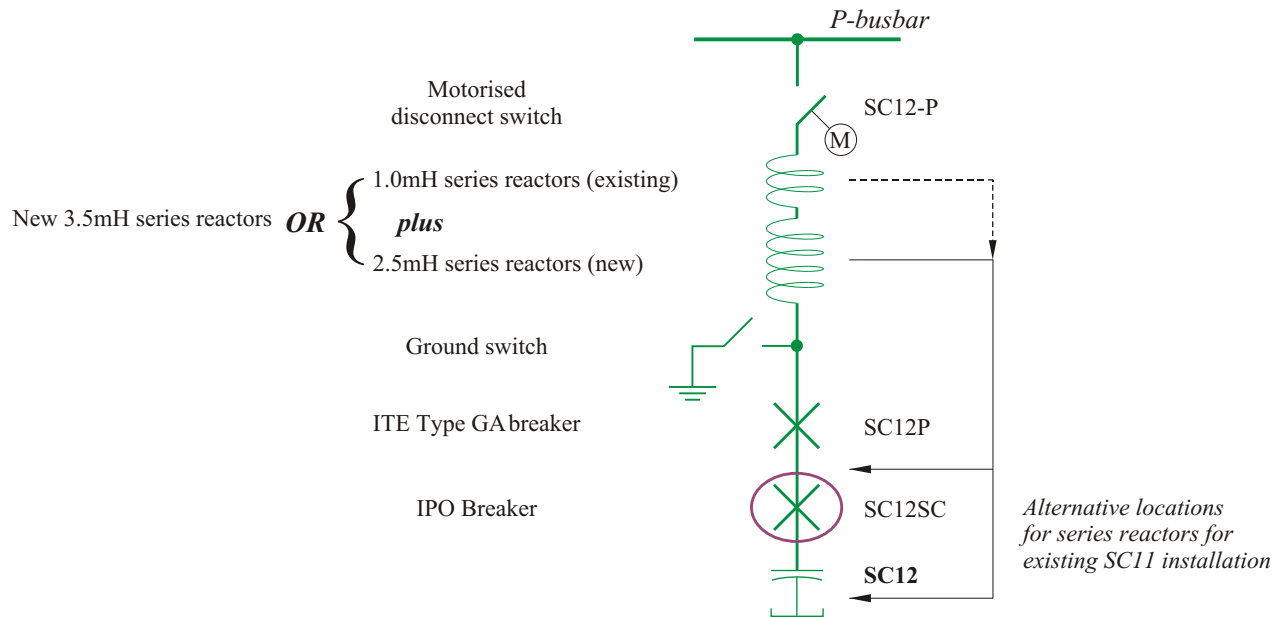 P-busbar
Motorised
disconnect switch
SC12-P
M
1.0mH series reactors (existing)
New 3.5mH series reactors OR { plus
2.5mH series reactors (new)
Ground switch
ITE Type GA breaker
SC12P
IPO Breaker
SC12SC
SC12
Alternative locations
for series reactors for
existing SC11 installation